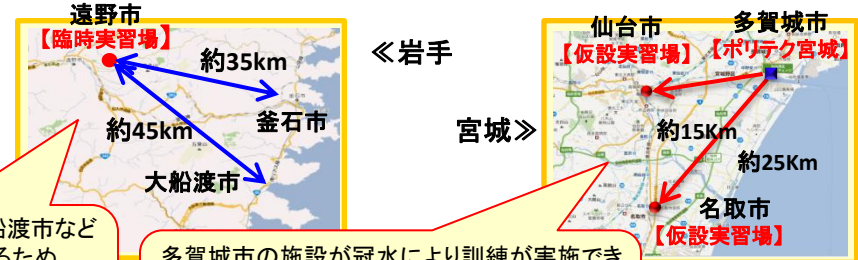 遠野市
【臨時実習場】
約35km
釜石市
約45km
大船渡市
≪岩手
宮城≫
仙台市
【仮設実習場】
多賀城市
【ポリテク宮城】
約15Km
約25Km
名取市
【仮設実習場】
船渡市など
るため
多賀城市の施設が冠水により訓練が実施でき